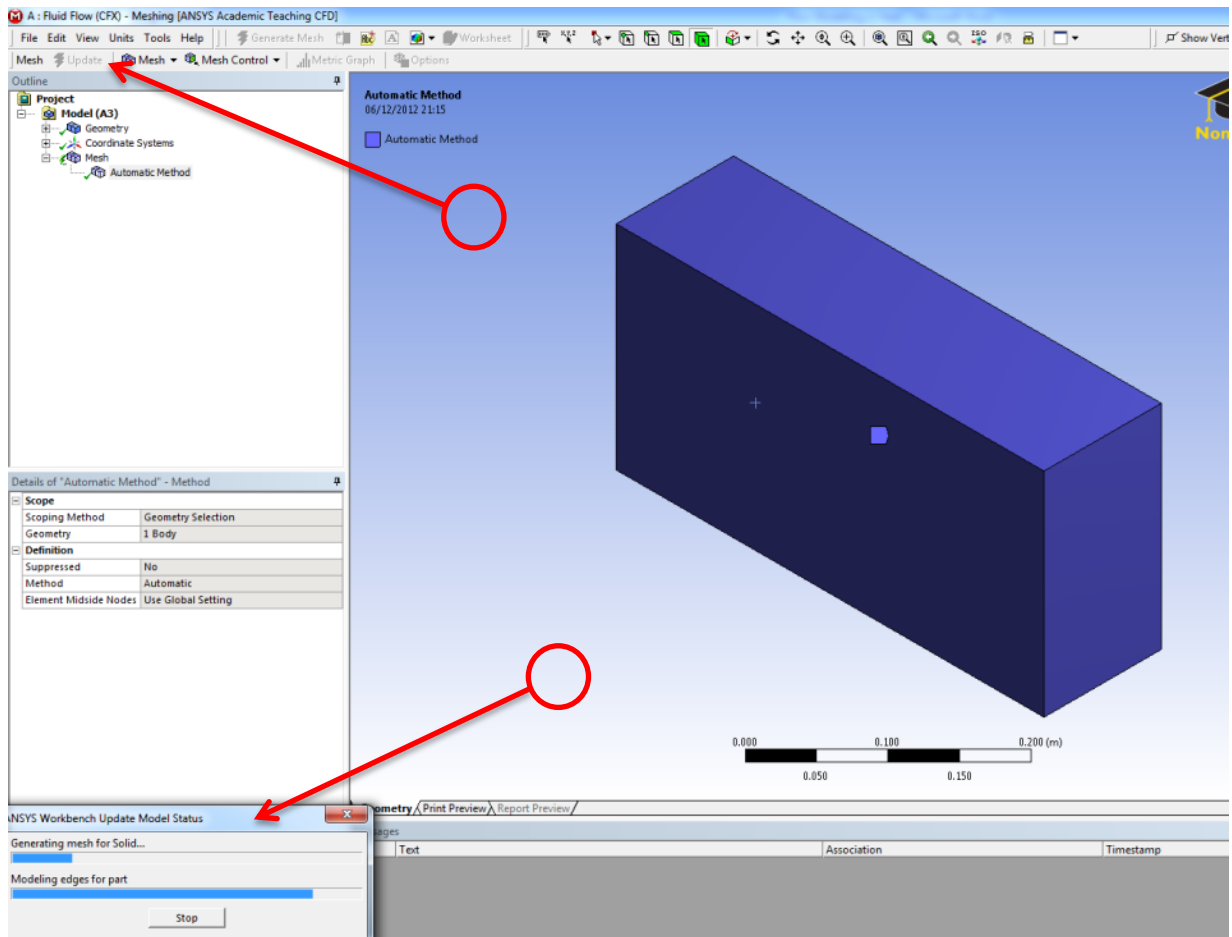 A : Fluid Flow (CFX) - Meshing [ANSYS Academic Teaching CFD]
File Edit View Units Tools Help Generate Mesh Worksheet Show Vert
Mesh Update Mesh Mesh Control Metric Graph Options
Outline
Project
Model (A3)
Geometry
Coordinate Systems
Mesh
Automatic Method
Automatic Method
06/12/2012 21:15
Automatic Method
Non
0.000 0.100 0.200 (m)
0.050 0.150
Details of "Automatic Method" - Method
Scope
Scoping Method Geometry Selection
Geometry 1 Body
Definition
Suppressed No
Method Automatic
Element Midside Nodes Use Global Setting
ometry Print Preview Report Preview
ages
Text Association Timestamp
ANSYS Workbench Update Model Status
Generating mesh for Solid...
Modeling edges for part
Stop